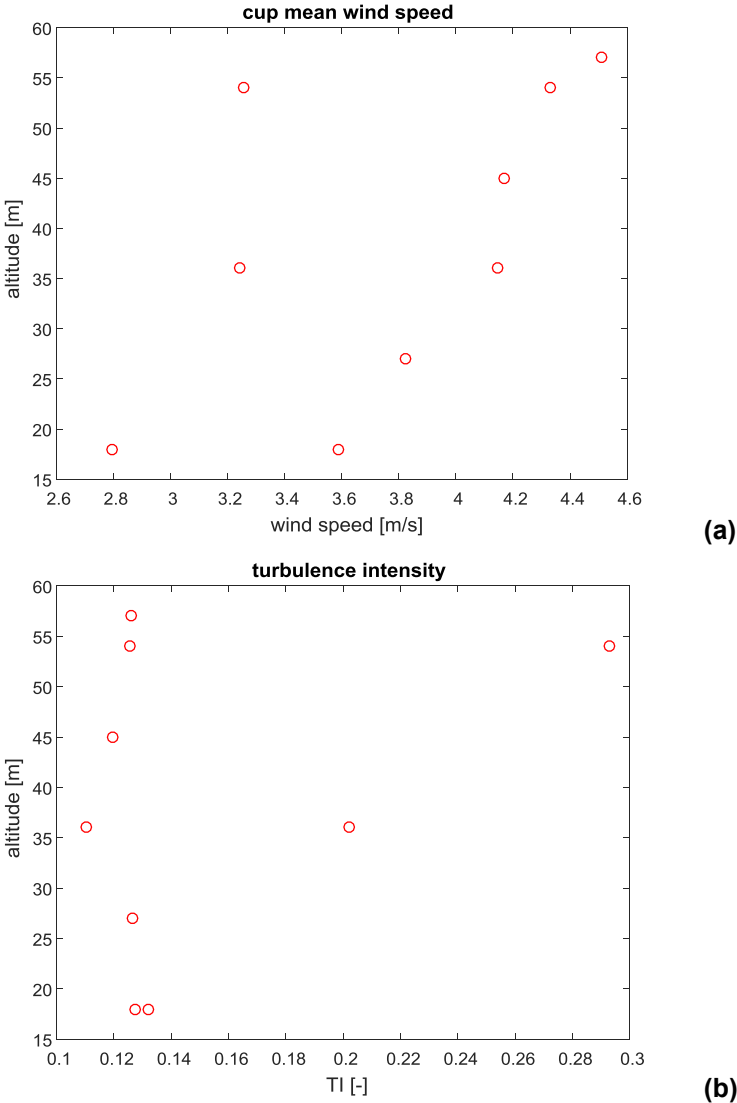 cup mean wind speed
60
55
50
45
40
35
30
25
20
15
altitude [m]
2.6 2.8 3 3.2 3.4 3.6 3.8 4 4.2 4.4 4.6
wind speed [m/s]
(a)
turbulence intensity
60
55
50
45
40
35
30
25
20
15
altitude [m]
0.1 0.12 0.14 0.16 0.18 0.2 0.22 0.24 0.26 0.28 0.3
TI [-]
(b)